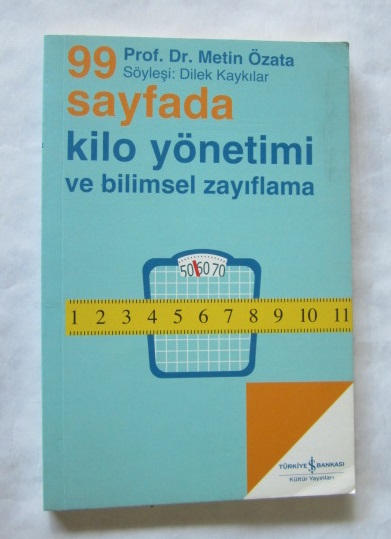 99 Prof. Dr. Metin Özata
Söyleşi: Dilek Kaykılar
sayfada
kilo yönetimi
ve bilimsel zayıflama
50 60 70
1 2 3 4 5 6 7 8 9 10 11
TÜRKİYE İŞ BANKASI
Kültür Yayınları